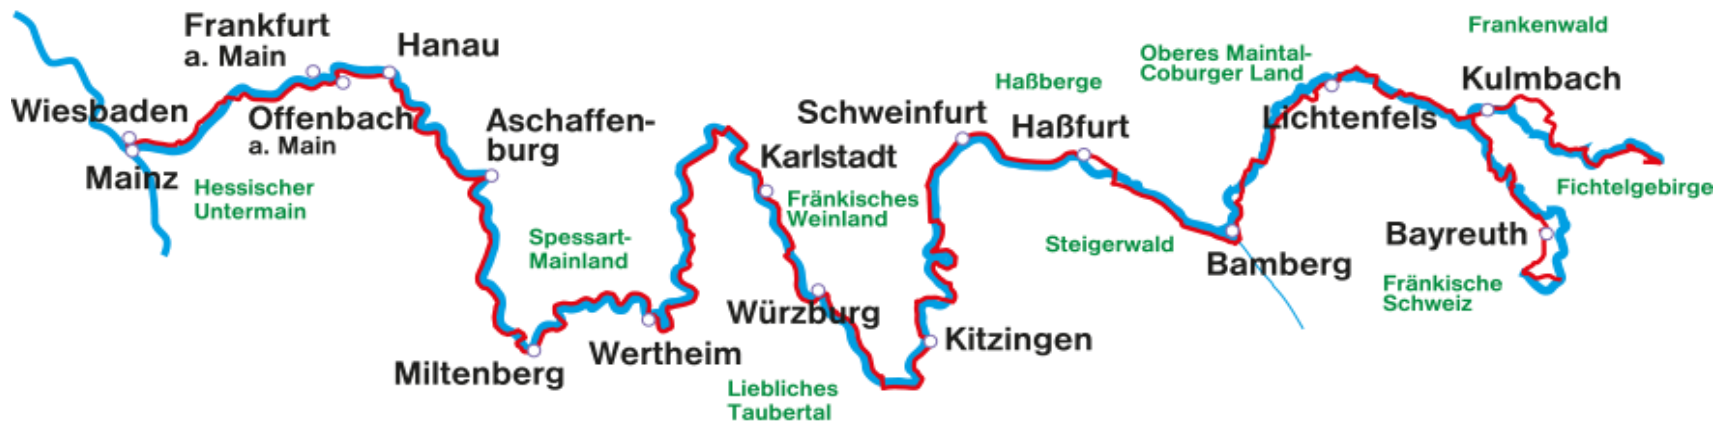 Frankfurt
a. Main
Hanau
Wiesbaden
Offenbach
a. Main
Mainz
Hessischer
Untermain
Aschaffen-
burg
Spessart-
Mainland
Miltenberg
Wertheim
Karlstadt
Fränkisches
Weinland
Würzburg
Liebliches
Taubertal
Kitzingen
Schweinfurt
Haßberge
Haßfurt
Steigerwald
Bamberg
Oberes Maintal-
Coburger Land
Lichtenfels
Frankenwald
Kulmbach
Fichtelgebirge
Bayreuth
Fränkische
Schweiz